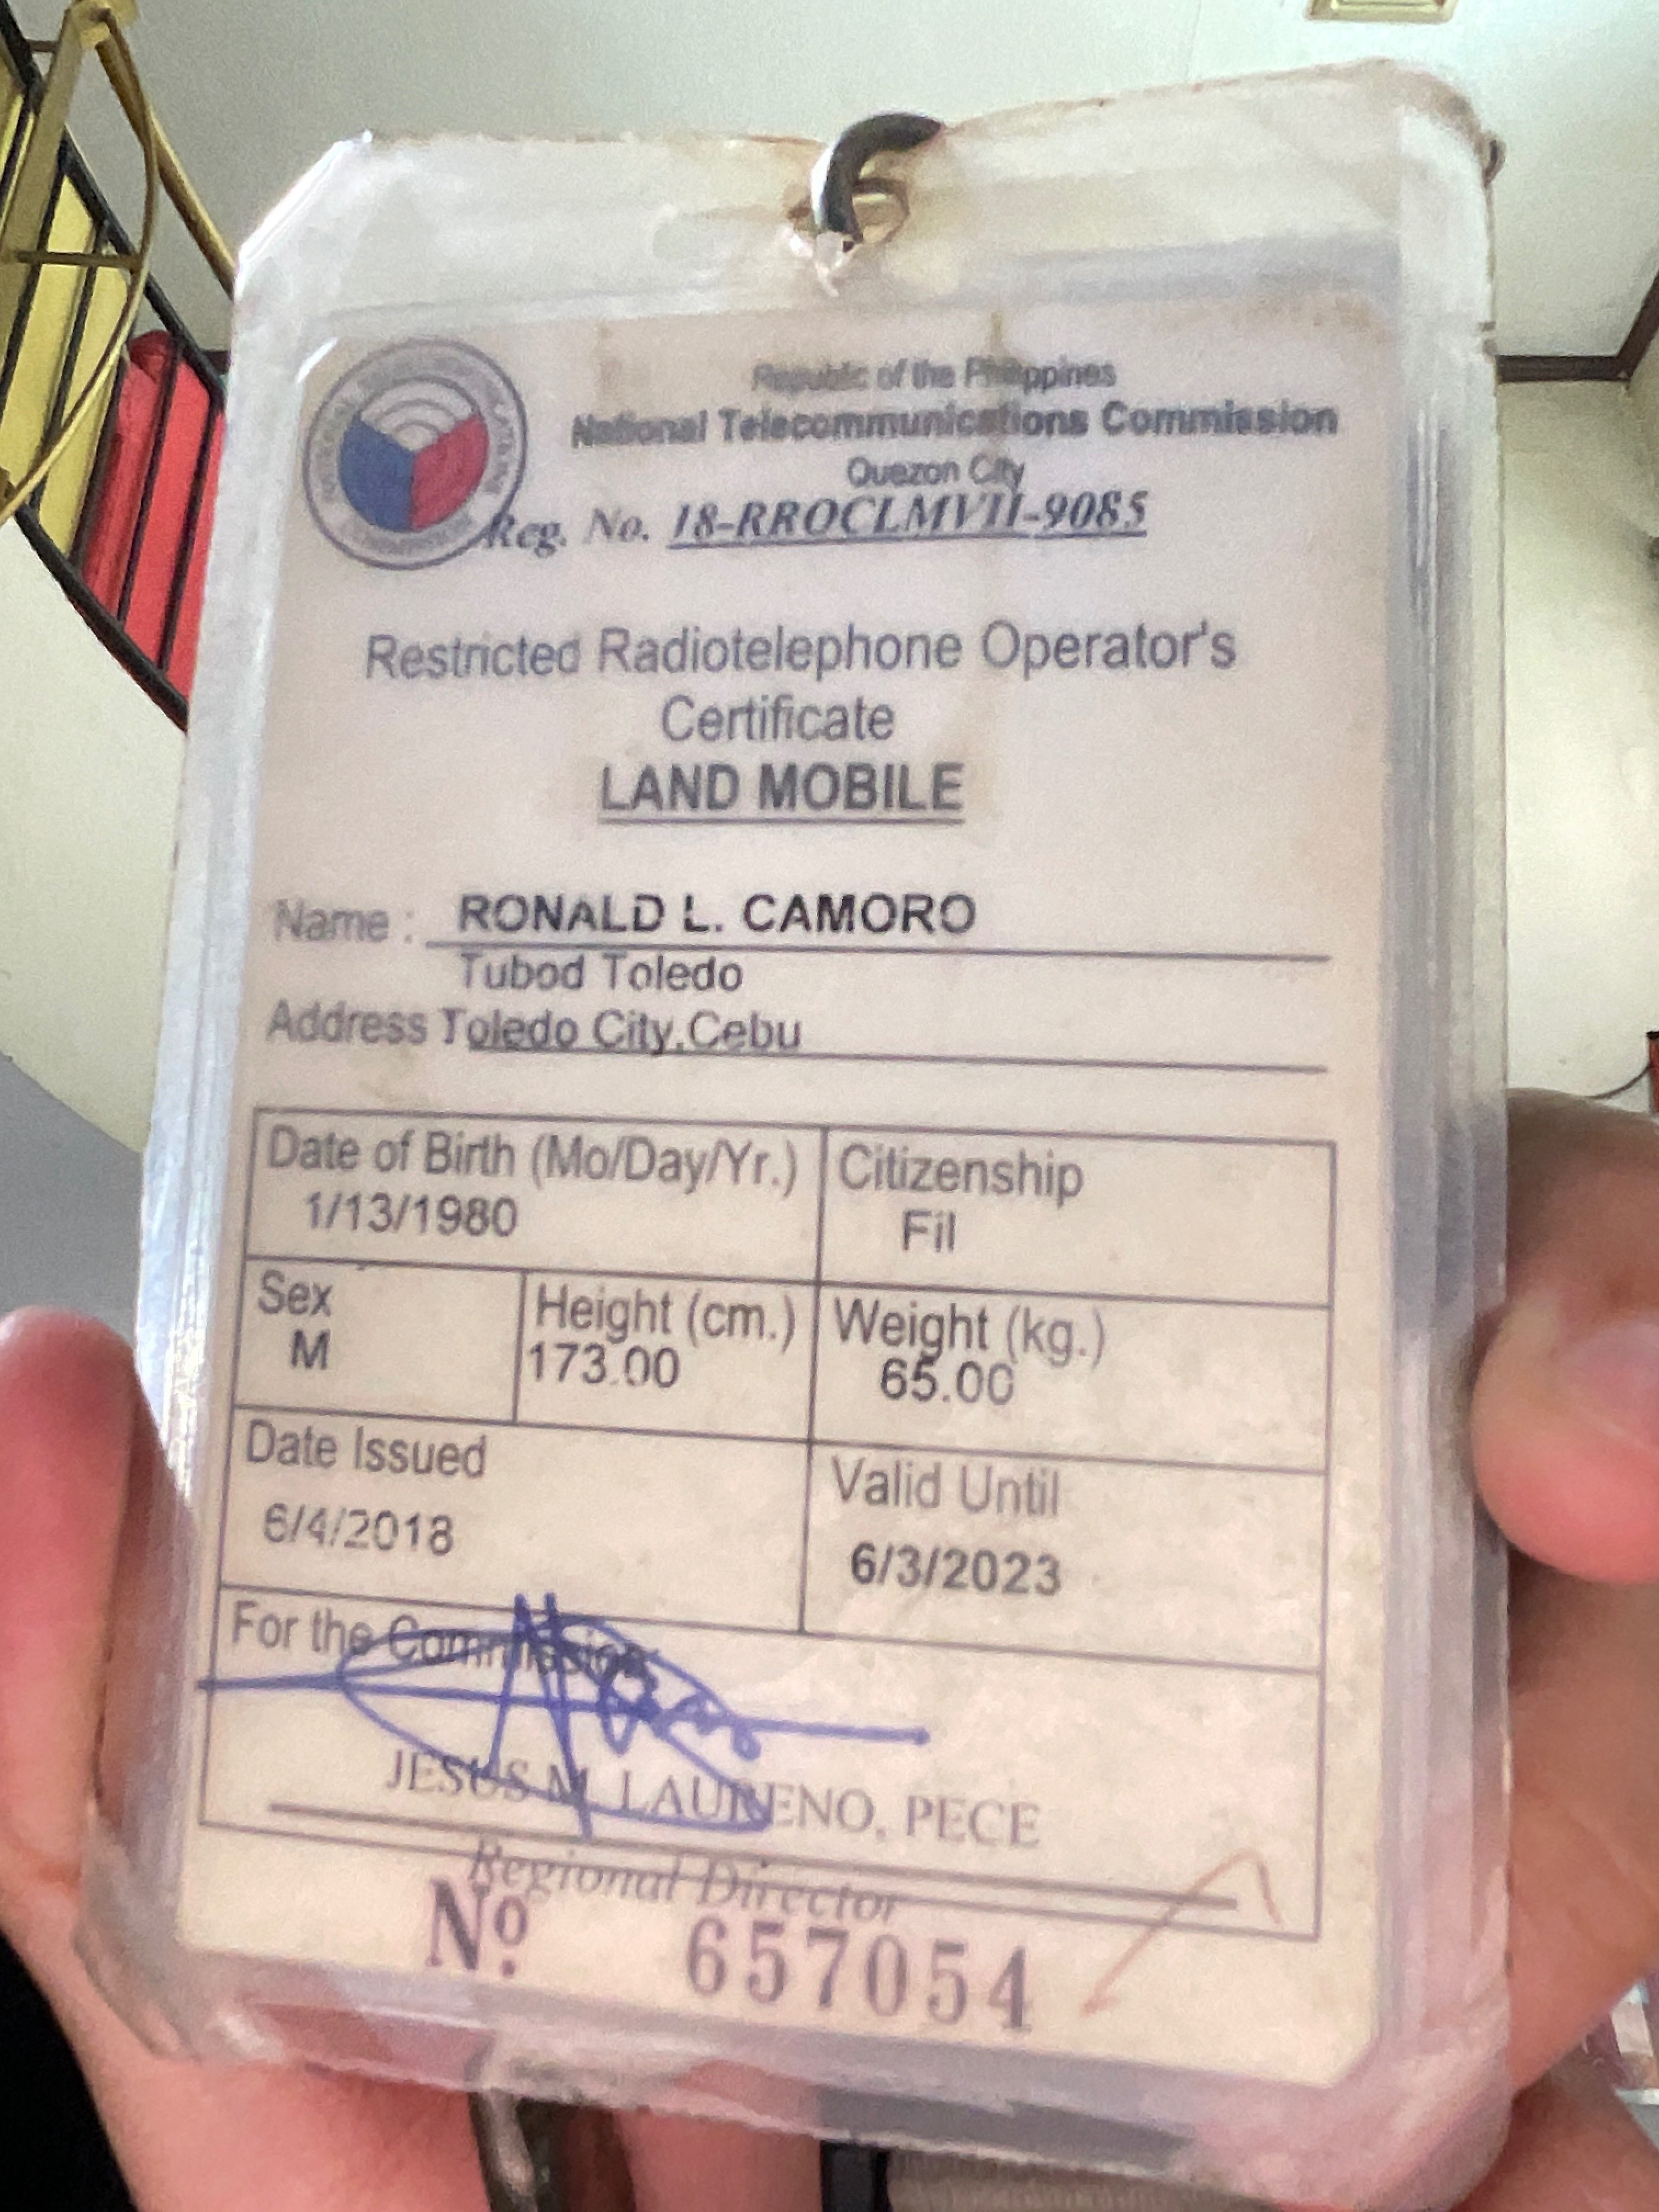 Republic of the Philippines
National Telecommunications Commission
Quezon City
Reg. No. 18-RROCLMVII-9085
Restricted Radiotelephone Operator's
Certificate
LAND MOBILE
Name : RONALD L. CAMORO
Tubod Toledo
Address Toledo City,Cebu
Date of Birth (Mo/Day/Yr.) Citizenship
1/13/1980 Fil
Sex Height (cm.) Weight (kg.)
M 173.00 65.00
Date Issued Valid Until
6/4/2018 6/3/2023
For the Commission:
JESUS M. LAURENO, PECE
Regional Director
Nº 657054